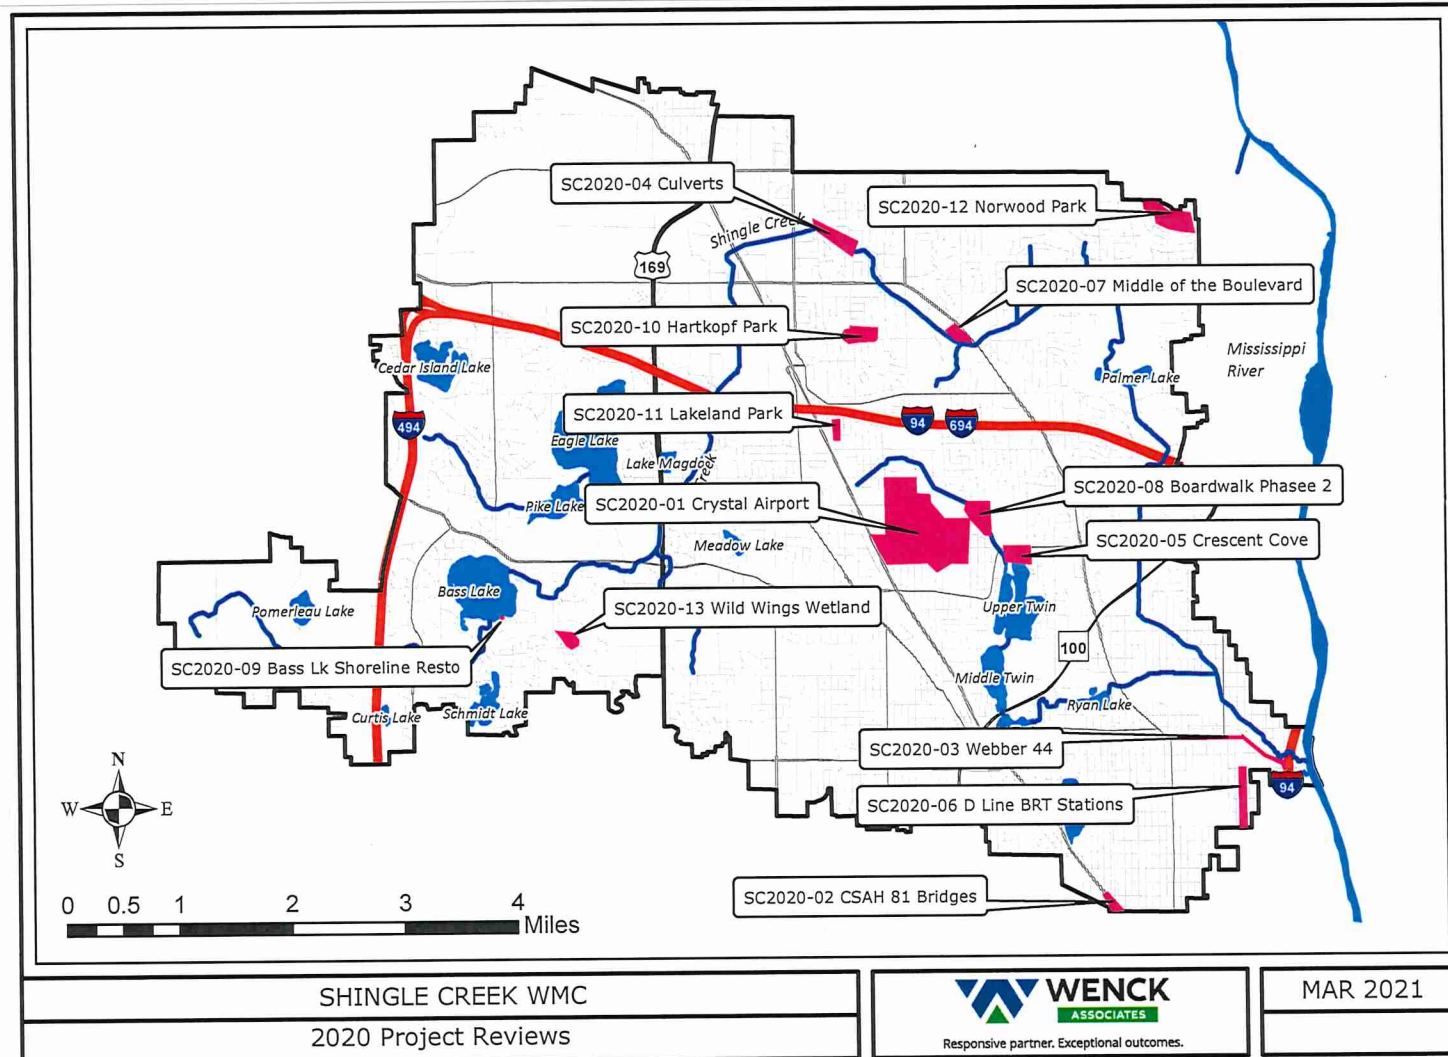 SC2020-04 Culverts
SC2020-12 Norwood Park
Shingle Creek
169
SC2020-07 Middle of the Boulevard
SC2020-10 Hartkopf Park
Mississippi
River
Cedar Island Lake
Palmer Lake
SC2020-11 Lakeland Park
494
94
694
Eagle Lake
Lake Magda
Creek
SC2020-08 Boardwalk Phasee 2
Pike Lake
SC2020-01 Crystal Airport
Meadow Lake
SC2020-05 Crescent Cove
Bass Lake
Pomerleau Lake
SC2020-13 Wild Wings Wetland
Upper Twin
100
SC2020-09 Bass Lk Shoreline Resto
Middle Twin
Curtis Lake
Schmidt Lake
Ryan Lake
SC2020-03 Webber 44
94
SC2020-06 D Line BRT Stations
N
W
E
S
SC2020-02 CSAH 81 Bridges
0 0.5 1 2 3 4
Miles
SHINGLE CREEK WMC
2020 Project Reviews
WENCK
ASSOCIATES
Responsive partner. Exceptional outcomes.
MAR 2021